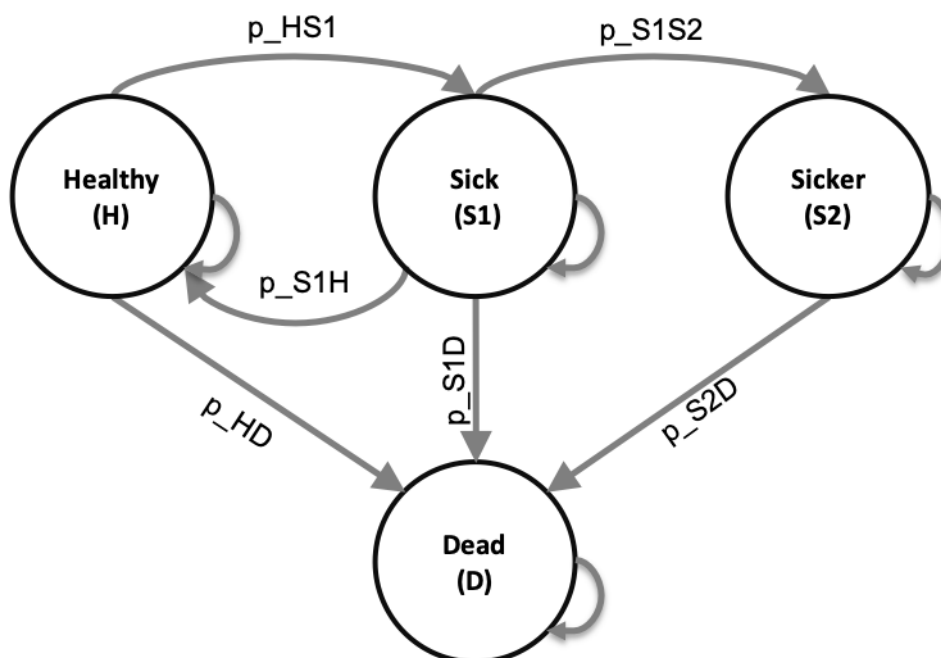 p_HS1
p_S1S2
Healthy
(H)
Sick
(S1)
Sicker
(S2)
p_S1H
p_HD
p_S1D
p_S2D
Dead
(D)